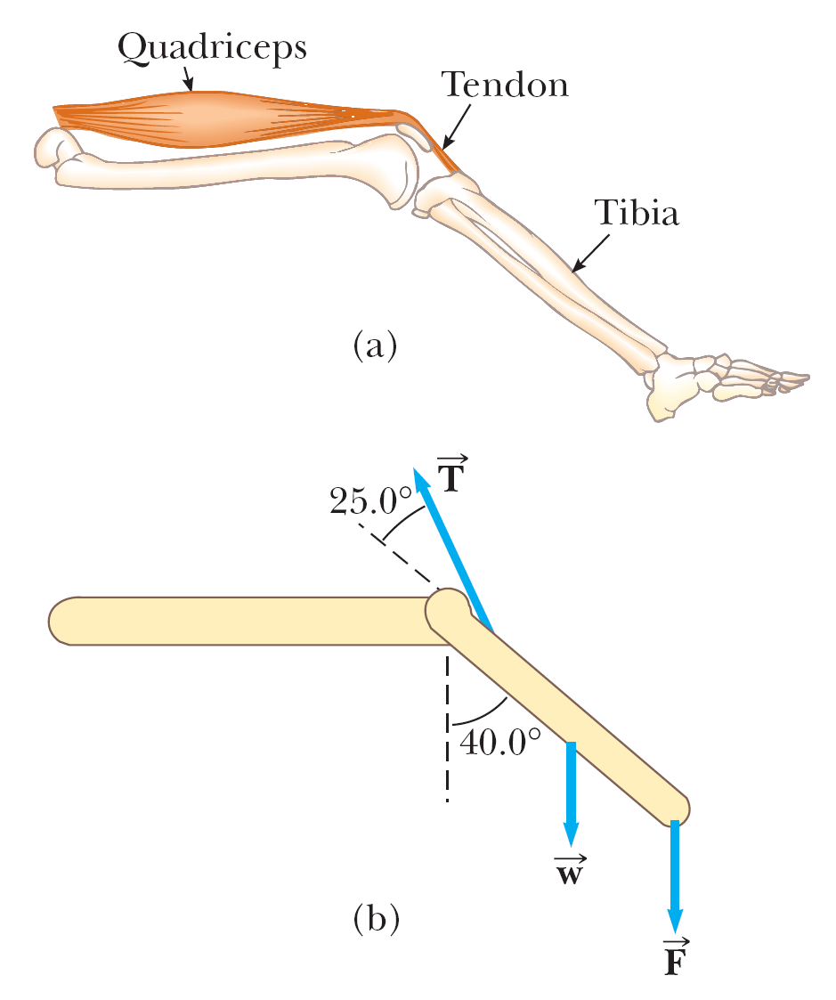 Quadriceps
Tendon
Tibia
(a)
T
25.0°
40.0°
w
(b)
F